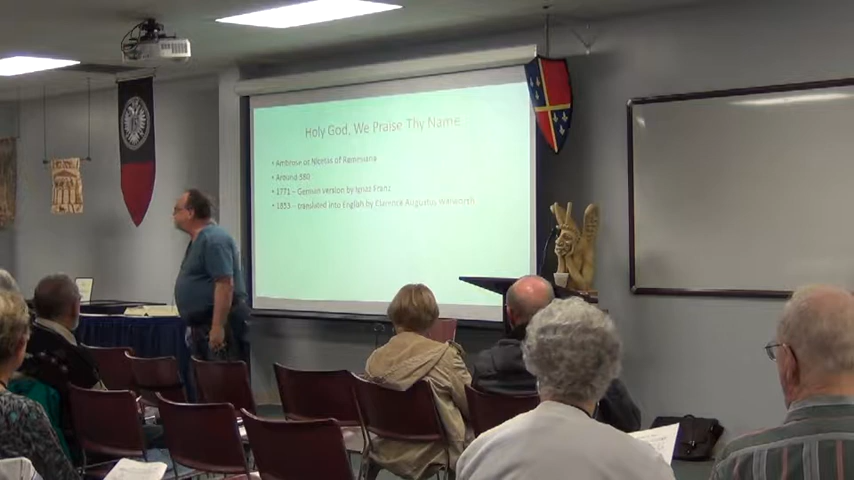 Holy God, We Praise Thy Name
• Ambrose or Nicetas of Remesiana
• Around 380
• 1771 – German version by Ignaz Franz
• 1853 – translated into English by Clarence Augustus Walworth